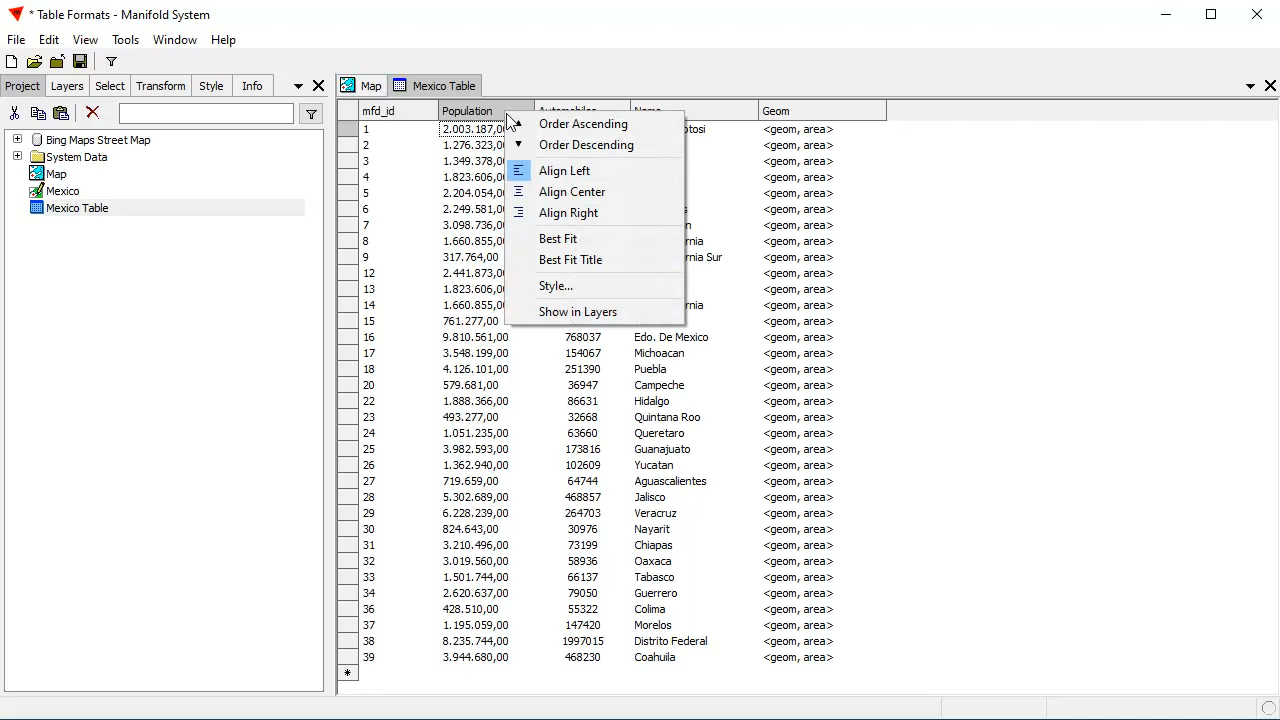 * Table Formats - Manifold System
File Edit View Tools Window Help
Project Layers Select Transform Style Info
Map Mexico Table
Bing Maps Street Map
System Data
Map
Mexico
Mexico Table
mfd_id Population Automobiles Name Geom
Order Ascending
Order Descending
Align Left
Align Center
Align Right
Best Fit
Best Fit Title
Style...
Show in Layers
1 2.003.187,00 <geom, area>
2 1.276.323,0 <geom, area>
3 1.349.378,0 <geom, area>
4 1.823.606,0 <geom, area>
5 2.204.054,0 <geom, area>
6 2.249.581,0 <geom, area>
7 3.098.736,0 <geom, area>
8 1.660.855,0 <geom, area>
9 317.764,00 Sur <geom, area>
12 2.441.873,0 <geom, area>
13 1.823.606,0 <geom, area>
14 1.660.855,0 <geom, area>
15 761.277,00 <geom, area>
16 9.810.561,00 768037 Edo. De Mexico <geom, area>
17 3.548.199,00 154067 Michoacan <geom, area>
18 4.126.101,00 251390 Puebla <geom, area>
20 579.681,00 36947 Campeche <geom, area>
22 1.888.366,00 86631 Hidalgo <geom, area>
23 493.277,00 32668 Quintana Roo <geom, area>
24 1.051.235,00 63660 Queretaro <geom, area>
25 3.982.593,00 173816 Guanajuato <geom, area>
26 1.362.940,00 102609 Yucatan <geom, area>
27 719.659,00 64744 Aguascalientes <geom, area>
28 5.302.689,00 468857 Jalisco <geom, area>
29 6.228.239,00 264703 Veracruz <geom, area>
30 824.643,00 30976 Nayarit <geom, area>
31 3.210.496,00 73199 Chiapas <geom, area>
32 3.019.560,00 58936 Oaxaca <geom, area>
33 1.501.744,00 66137 Tabasco <geom, area>
34 2.620.637,00 79050 Guerrero <geom, area>
36 428.510,00 55322 Colima <geom, area>
37 1.195.059,00 147420 Morelos <geom, area>
38 8.235.744,00 1997015 Distrito Federal <geom, area>
39 3.944.680,00 468230 Coahuila <geom, area>